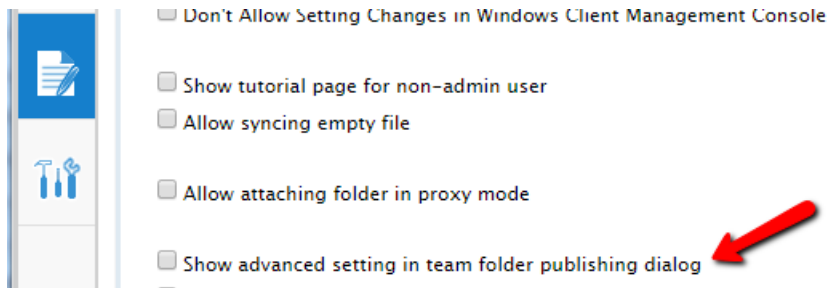 Don't Allow Setting Changes in Windows Client Management Console
Show tutorial page for non-admin user
Allow syncing empty file
Allow attaching folder in proxy mode
Show advanced setting in team folder publishing dialog